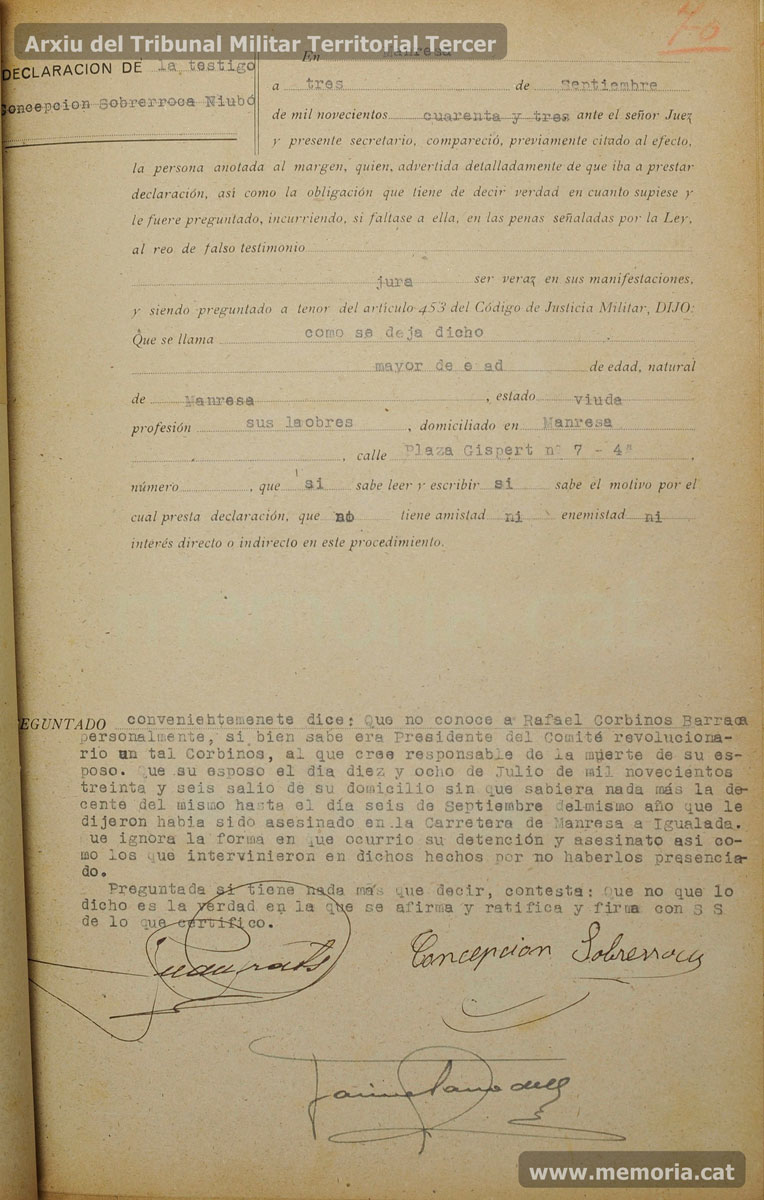 Arxiu del Tribunal Militar Territorial Tercer
DECLARACION DE la testigo
Concepcion Sobrerroca Niubó
En manresa
a tres de Septiembre
de mil novecientos cuarenta y tres ante el señor Juez
y presente secretario, compareció, previamente citado al efecto,
la persona anotada al margen, quien, advertida detalladamente de que iba a prestar
declaración, así como la obligación que tiene de decir verdad en cuanto supiese y
le fuere preguntado, incurriendo, si faltase a ella, en las penas señaladas por la Ley,
al reo de falso testimonio
jura ser veraz en sus manifestaciones,
y siendo preguntado a tenor del artículo 453 del Código de Justicia Militar, DIJO:
Que se llama como se deja dicho
mayor de e ad de edad, natural
de Manresa, estado viuda
profesión sus laobres, domiciliado en Manresa
, calle Plaza Gispert nº 7 - 4ª,
número, que si sabe leer y escribir si sabe el motivo por el
cual presta declaración, que no tiene amistad ni enemistad ni
interés directo o indirecto en este procedimiento.
EGUNTADO conveniehtemenete dice: Que no conoce a Rafael Corbinos Barraca
personalmente, si bien sabe era Presidente del Comité revoluciona-
rio un tal Corbinos, al que cree responsable de la muerte de su es-
poso. Que su esposo el dia diez y ocho de Julio de mil novecientos
treinta y seis salio de su domicilio sin que sabiera nada más la de-
cente del mismo hasta el día seis de Septiembre delmismo año que le
dijeron habia sido asesinado en la Carretera de Manresa a Igualada.
Que ignora la forma en que ocurrio su detención y asesinato asi co-
mo los que intervinieron en dichos hechos por no haberlos presencia-
do.
Preguntada si tiene nada más que decir, contesta: Que no que lo
dicho es la verdad en la que se afirma y ratifica y firma con S S
de lo que certifico.
Concepcion Sobrerroca
www.memoria.cat